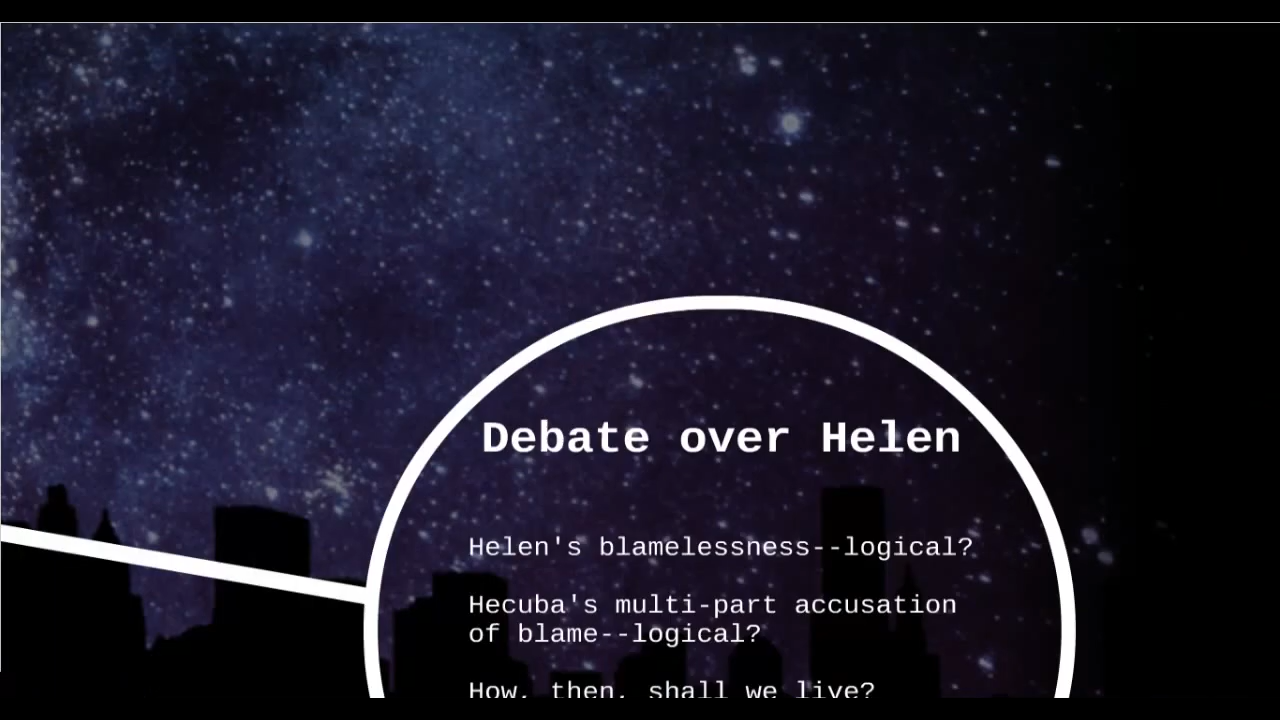 Debate over Helen
Helen's blamelessness--logical?
Hecuba's multi-part accusation
of blame--logical?
How, then, shall we live?